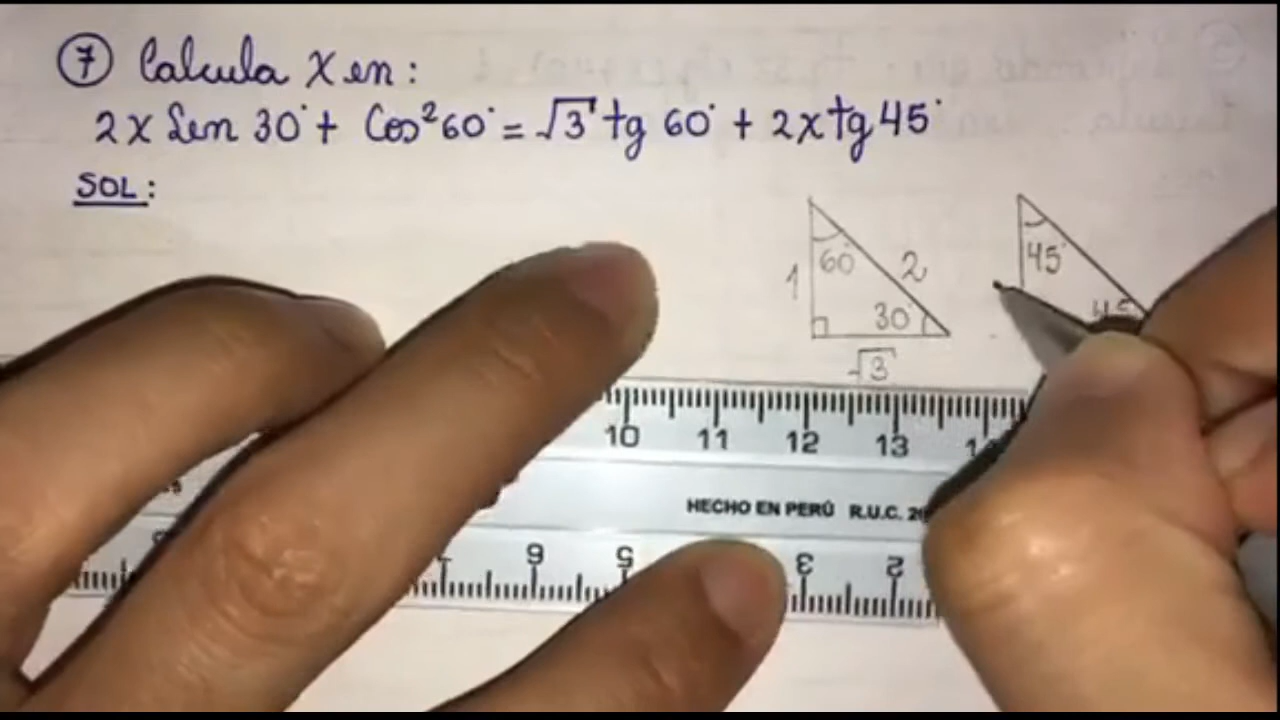 ⑦ Calcula X en:
2x Sen 30° + Cos²60° = √3 tg 60° + 2x tg 45°
SOL:
60°
45°
1
2
30°
45
√3
10 11 12 13
HECHO EN PERÚ R.U.C.
6 5 3 2